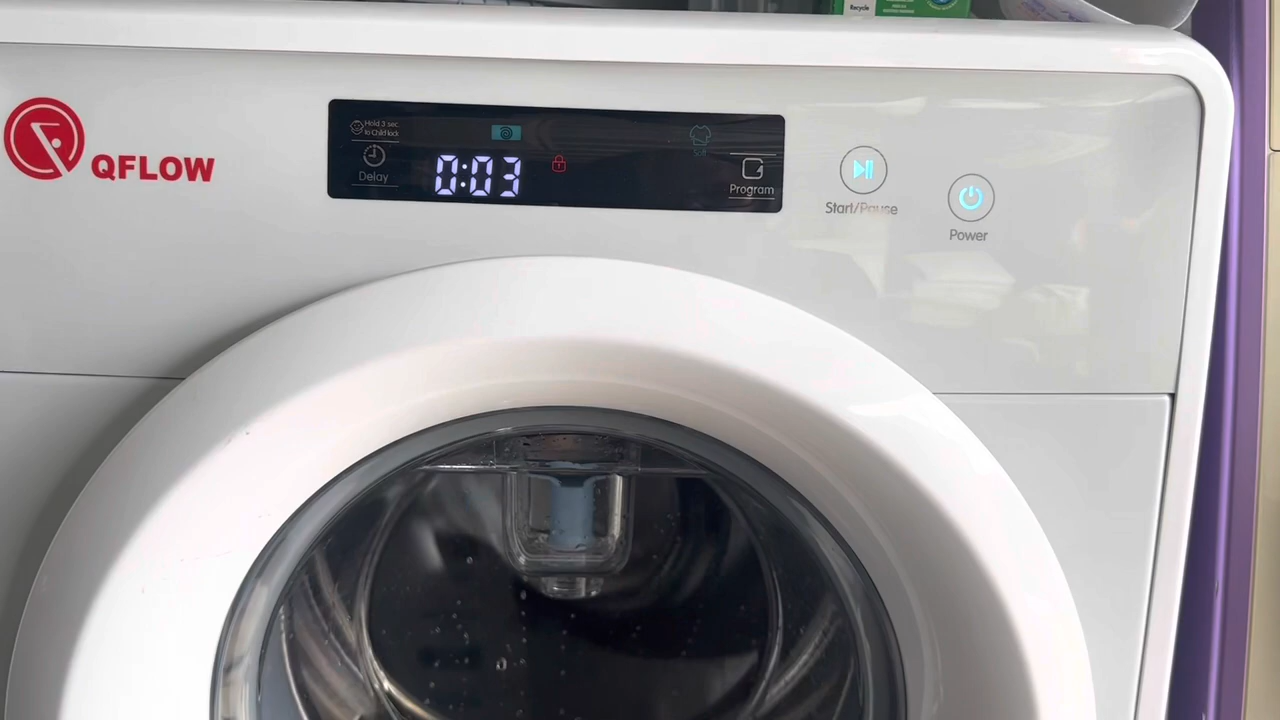 Recycle
Hold 3 sec.
to Child lock
Delay
0:03
Program
Start/Pause
Power
QFLOW